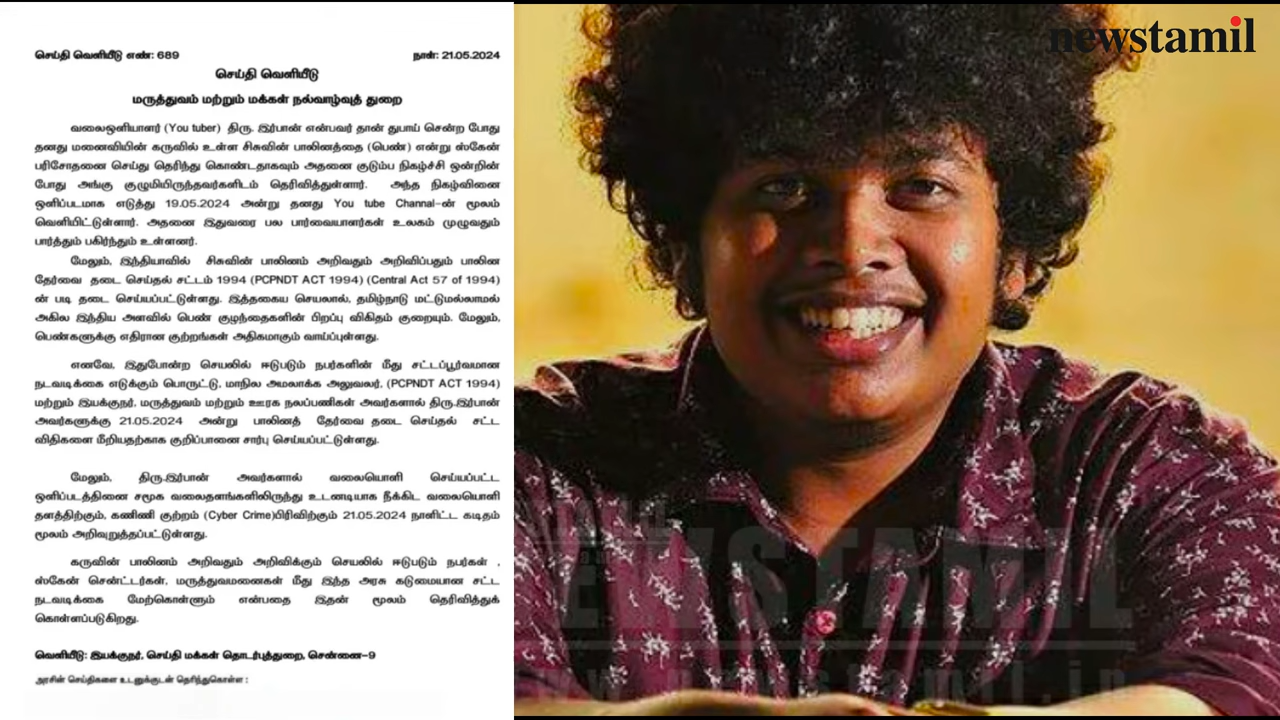 செய்தி வெளியீடு எண்: 689 நாள்: 21.05.2024
செய்தி வெளியீடு
மருத்துவம் மற்றும் மக்கள் நல்வாழ்வுத் துறை
வலைஒளியாளர் (You tuber) திரு. இர்பான் என்பவர் தான் துபாய் சென்ற போது
தனது மனைவியின் கருவில் உள்ள சிசுவின் பாலினத்தை (பெண்) என்று ஸ்கேன்
பரிசோதனை செய்து தெரிந்து கொண்டதாகவும் அதனை குடும்ப நிகழ்ச்சி ஒன்றின்
போது அங்கு குழுமியிருந்தவர்களிடம் தெரிவித்துள்ளார். அந்த நிகழ்வினை
ஒளிப்படமாக எடுத்து 19.05.2024 அன்று தனது You tube Channal-ன் மூலம்
வெளியிட்டுள்ளார். அதனை இதுவரை பல பார்வையாளர்கள் உலகம் முழுவதும்
பார்த்தும் பகிர்ந்தும் உள்ளனர்.
மேலும், இந்தியாவில் சிசுவின் பாலினம் அறிவதும் அறிவிப்பதும் பாலின
தேர்வை தடை செய்தல் சட்டம் 1994 (PCPNDT ACT 1994) (Central Act 57 of 1994)
ன் படி தடை செய்யப்பட்டுள்ளது. இத்தகைய செயலால், தமிழ்நாடு மட்டுமல்லாமல்
அகில இந்திய அளவில் பெண் குழந்தைகளின் பிறப்பு விகிதம் குறையும். மேலும்,
பெண்களுக்கு எதிரான குற்றங்கள் அதிகமாகும் வாய்ப்புள்ளது.
எனவே, இதுபோன்ற செயலில் ஈடுபடும் நபர்களின் மீது சட்டப்பூர்வமான
நடவடிக்கை எடுக்கும் பொருட்டு, மாநில அமலாக்க அலுவலர், (PCPNDT ACT 1994)
மற்றும் இயக்குநர், மருத்துவம் மற்றும் ஊரக நலப்பணிகள் அவர்களால் திரு.இர்பான்
அவர்களுக்கு 21.05.2024 அன்று பாலினத் தேர்வை தடை செய்தல் சட்ட
விதிகளை மீறியதற்காக குறிப்பானை சார்பு செய்யப்பட்டுள்ளது.
மேலும், திரு.இர்பான் அவர்களால் வலையொளி செய்யப்பட்ட
ஒளிப்படத்தினை சமூக வலைதளங்களிலிருந்து உடனடியாக நீக்கிட வலையொளி
தளத்திற்கும், கணிணி குற்றம் (Cyber Crime)பிரிவிற்கும் 21.05.2024 நாளிட்ட கடிதம்
மூலம் அறிவுறுத்தப்பட்டுள்ளது.
கருவின் பாலினம் அறிவதும் அறிவிக்கும் செயலில் ஈடுபடும் நபர்கள் ,
ஸ்கேன் சென்ட்டர்கள், மருத்துவமனைகள் மீது இந்த அரசு கடுமையான சட்ட
நடவடிக்கை மேற்கொள்ளும் என்பதை இதன் மூலம் தெரிவித்துக்
கொள்ளப்படுகிறது.
வெளியீடு: இயக்குநர், செய்தி மக்கள் தொடர்புத்துறை, சென்னை-9
அரசின் செய்திகளை உடனுக்குடன் தெரிந்துகொள்ள :
newstamil
NEWSTAMIL
www.newstamil.in